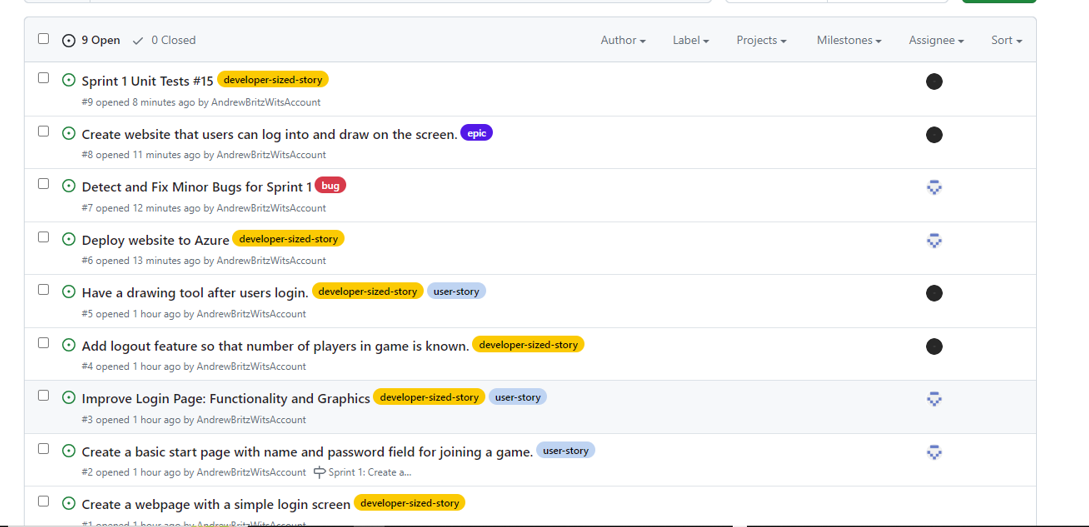 9 Open 0 Closed Author Label Projects Milestones Assignee Sort
Sprint 1 Unit Tests #15 developer-sized-story
#9 opened 8 minutes ago by AndrewBritzWitsAccount
Create website that users can log into and draw on the screen. epic
#8 opened 11 minutes ago by AndrewBritzWitsAccount
Detect and Fix Minor Bugs for Sprint 1 bug
#7 opened 12 minutes ago by AndrewBritzWitsAccount
Deploy website to Azure developer-sized-story
#6 opened 13 minutes ago by AndrewBritzWitsAccount
Have a drawing tool after users login. developer-sized-story user-story
#5 opened 1 hour ago by AndrewBritzWitsAccount
Add logout feature so that number of players in game is known. developer-sized-story
#4 opened 1 hour ago by AndrewBritzWitsAccount
Improve Login Page: Functionality and Graphics developer-sized-story user-story
#3 opened 1 hour ago by AndrewBritzWitsAccount
Create a basic start page with name and password field for joining a game. user-story
#2 opened 1 hour ago by AndrewBritzWitsAccount Sprint 1: Create a...
Create a webpage with a simple login screen developer-sized-story
#1 opened 1 hour ago by AndrewBritzWitsAccount